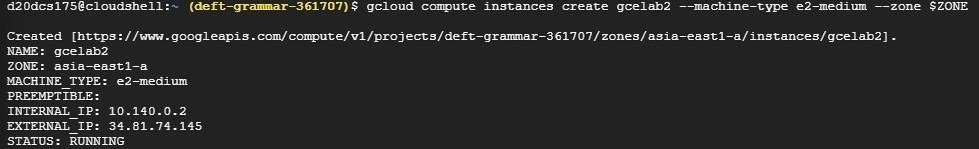 d20dcs175@cloudshell:~ (deft-grammar-361707)$ gcloud compute instances create gcelab2 --machine-type e2-medium --zone $ZONE
Created [https://www.googleapis.com/compute/v1/projects/deft-grammar-361707/zones/asia-east1-a/instances/gcelab2].
NAME: gcelab2
ZONE: asia-east1-a
MACHINE_TYPE: e2-medium
PREEMPTIBLE:
INTERNAL_IP: 10.140.0.2
EXTERNAL_IP: 34.81.74.145
STATUS: RUNNING